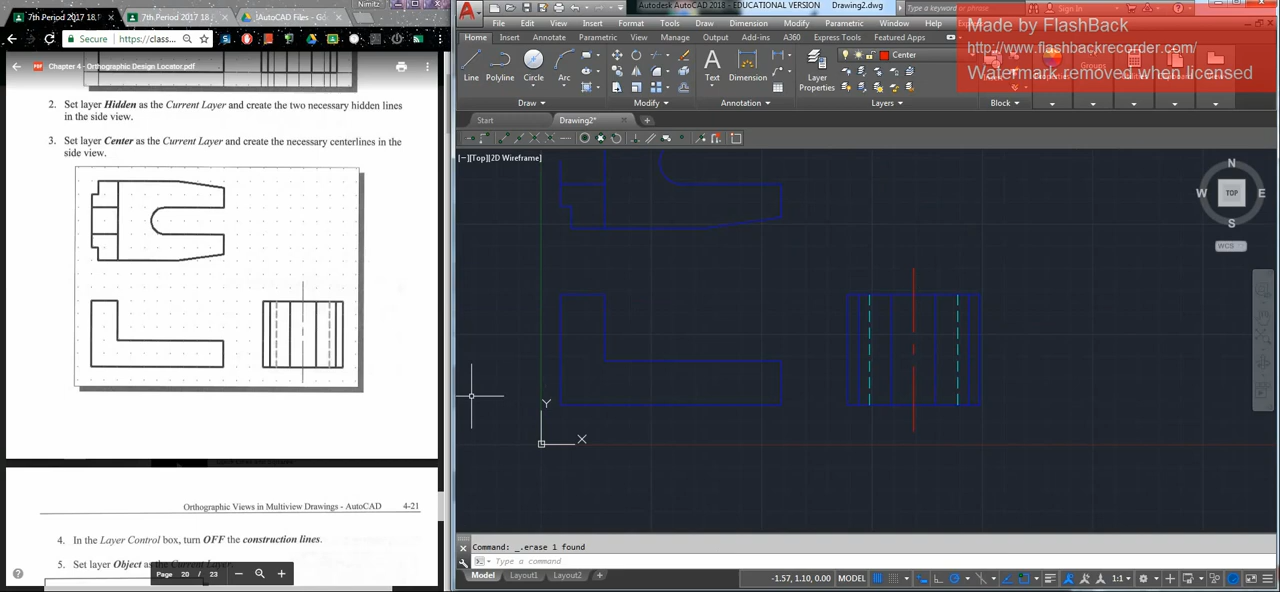 7th Period 2017 18
7th Period 2017 18
!AutoCAD Files - Go
Nimitz
Secure
https://class
Chapter 4 - Orthographic Design Locator.pdf
2. Set layer Hidden as the Current Layer and create the two necessary hidden lines
in the side view.
3. Set layer Center as the Current Layer and create the necessary centerlines in the
side view.
Orthographic Views in Multiview Drawings - AutoCAD 4-21
4. In the Layer Control box, turn OFF the construction lines.
5. Set layer Object as the Current Layer.
Page 20 / 23
Autodesk AutoCAD 2018 - EDUCATIONAL VERSION Drawing2.dwg
Type a keyword or phrase
Sign In
File Edit View Insert Format Tools Draw Dimension Modify Parametric Window Help Express
Home Insert Annotate Parametric View Manage Output Add-ins A360 Express Tools Featured Apps
Made by FlashBack
http://www.flashbackrecorder.com/
Watermark removed when licensed
Line Polyline Circle Arc
Text Dimension
Layer
Properties
Center
Groups
Draw Modify Annotation Layers Block
Start Drawing2*
[−][Top][2D Wireframe]
N
W TOP E
S
WCS
Y
X
Command: _.erase 1 found
Type a command
Model Layout1 Layout2 +
-1.57, 1.10, 0.00 MODEL
1:1